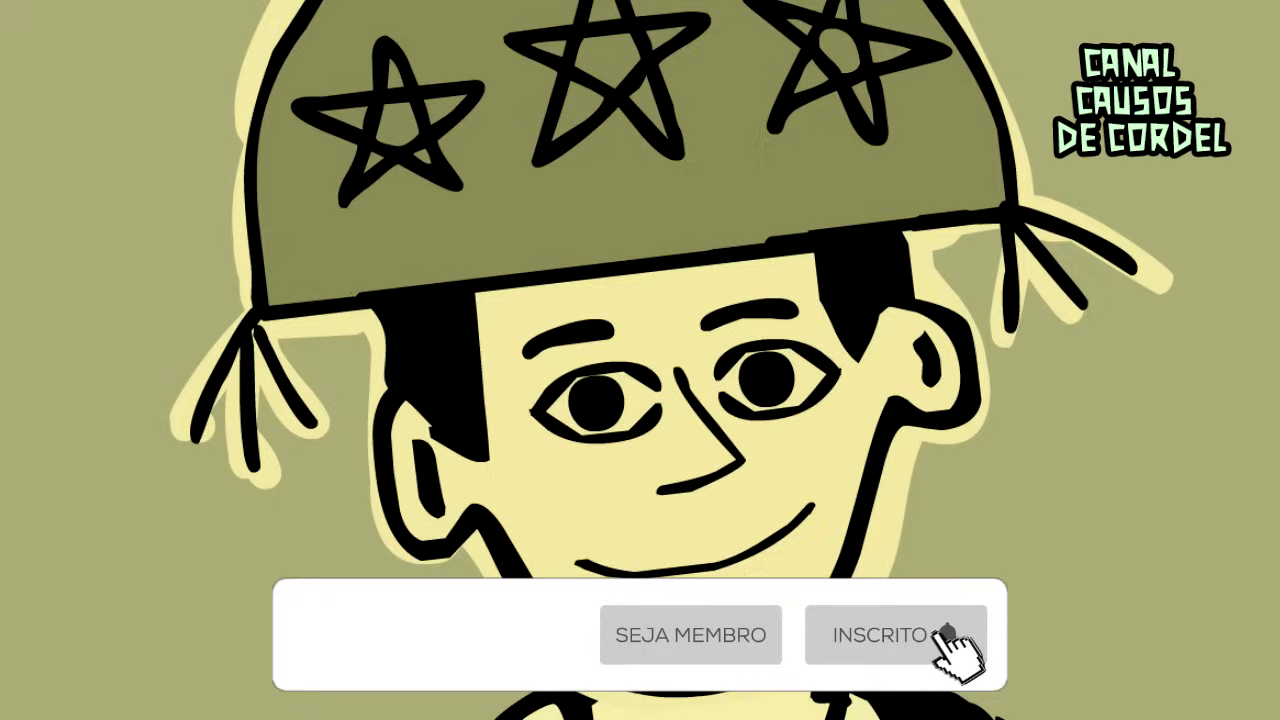 CANAL
CAUSOS
DE CORDEL
SEJA MEMBRO
INSCRITO